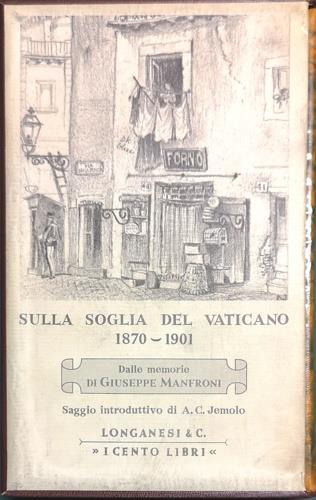 FORNO
SULLA SOGLIA DEL VATICANO
1870 – 1901
Dalle memorie
DI GIUSEPPE MANFRONI
Saggio introduttivo di A. C. Jemolo
LONGANESI & C.
» I CENTO LIBRI «